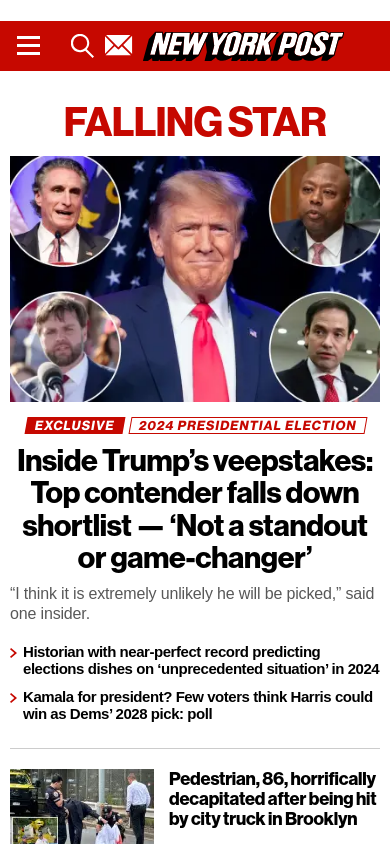 NEW YORK POST
FALLING STAR
EXCLUSIVE 2024 PRESIDENTIAL ELECTION
Inside Trump’s veepstakes:
Top contender falls down
shortlist — ‘Not a standout
or game-changer’
“I think it is extremely unlikely he will be picked,” said
one insider.
Historian with near-perfect record predicting
elections dishes on ‘unprecedented situation’ in 2024
Kamala for president? Few voters think Harris could
win as Dems’ 2028 pick: poll
Pedestrian, 86, horrifically
decapitated after being hit
by city truck in Brooklyn